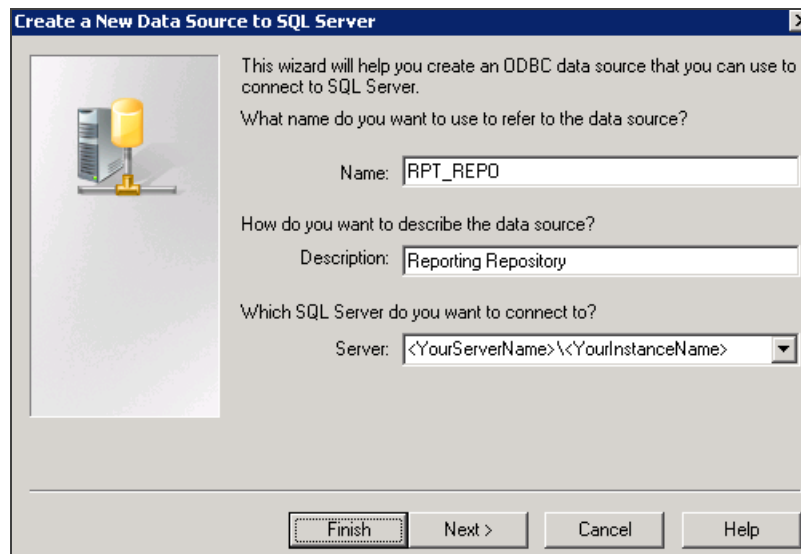 Create a New Data Source to SQL Server
This wizard will help you create an ODBC data source that you can use to
connect to SQL Server.
What name do you want to use to refer to the data source?
Name: RPT_REPO
How do you want to describe the data source?
Description: Reporting Repository
Which SQL Server do you want to connect to?
Server: <YourServerName>\<YourInstanceName>
Finish Next > Cancel Help